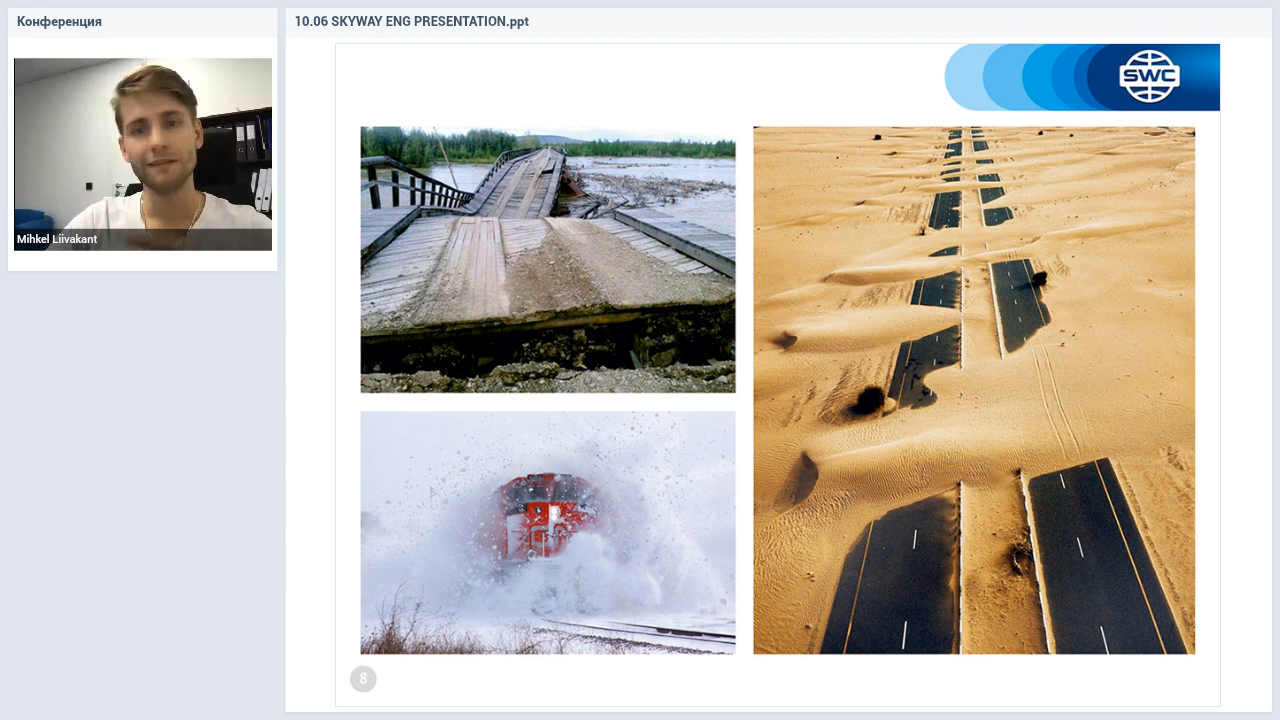 Конференция
Mihkel Liivakant
10.06 SKYWAY ENG PRESENTATION.ppt
SWC
8